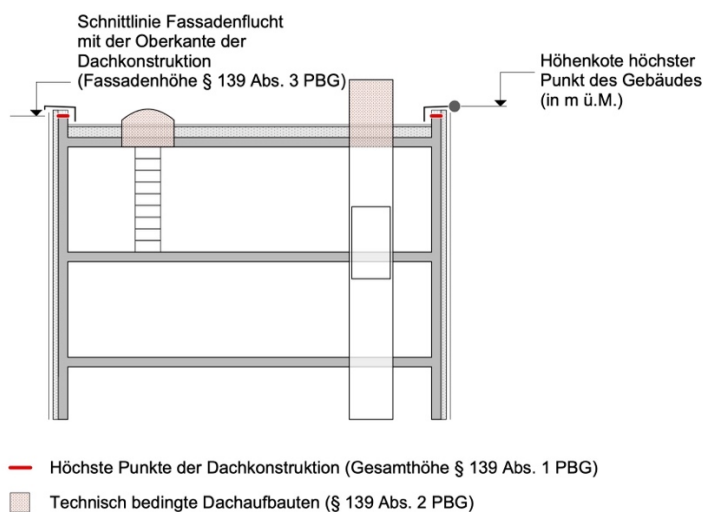 Schnittlinie Fassadenflucht
mit der Oberkante der
Dachkonstruktion
(Fassadenhöhe § 139 Abs. 3 PBG)
Höhenkote höchster
Punkt des Gebäudes
(in m ü.M.)
Höchste Punkte der Dachkonstruktion (Gesamthöhe § 139 Abs. 1 PBG)
Technisch bedingte Dachaufbauten (§ 139 Abs. 2 PBG)